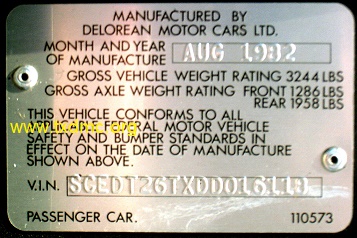 MANUFACTURED BY
DELOREAN MOTOR CARS LTD.
MONTH AND YEAR
OF MANUFACTURE AUG 1982
GROSS VEHICLE WEIGHT RATING 3244 LBS
GROSS AXLE WEIGHT RATING FRONT 1286 LBS
REAR 1958 LBS
THIS VEHICLE CONFORMS TO ALL
FEDERAL MOTOR VEHICLE
SAFETY AND BUMPER STANDARDS IN
EFFECT ON THE DATE OF MANUFACTURE
SHOWN ABOVE.
V.I.N.
PASSENGER CAR. 110573